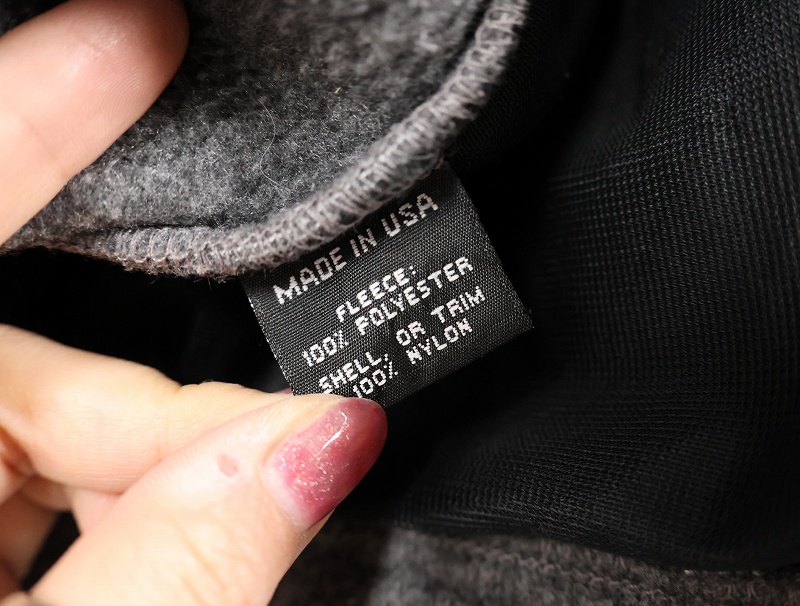 MADE IN USA
FLEECE:
100% POLYESTER
SHELL: OR TRIM
100% NYLON